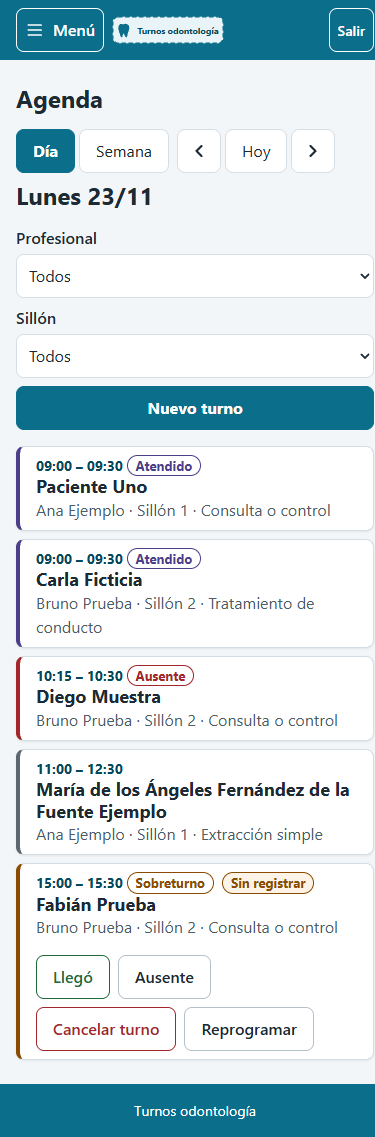 Menú
Turnos odontología
Salir
Agenda
Día
Semana
Hoy
Lunes 23/11
Profesional
Todos
Sillón
Todos
Nuevo turno
09:00 – 09:30 Atendido
Paciente Uno
Ana Ejemplo · Sillón 1 · Consulta o control
09:00 – 09:30 Atendido
Carla Ficticia
Bruno Prueba · Sillón 2 · Tratamiento de
conducto
10:15 – 10:30 Ausente
Diego Muestra
Bruno Prueba · Sillón 2 · Consulta o control
11:00 – 12:30
María de los Ángeles Fernández de la
Fuente Ejemplo
Ana Ejemplo · Sillón 1 · Extracción simple
15:00 – 15:30 Sobreturno Sin registrar
Fabián Prueba
Bruno Prueba · Sillón 2 · Consulta o control
Llegó
Ausente
Cancelar turno
Reprogramar
Turnos odontología